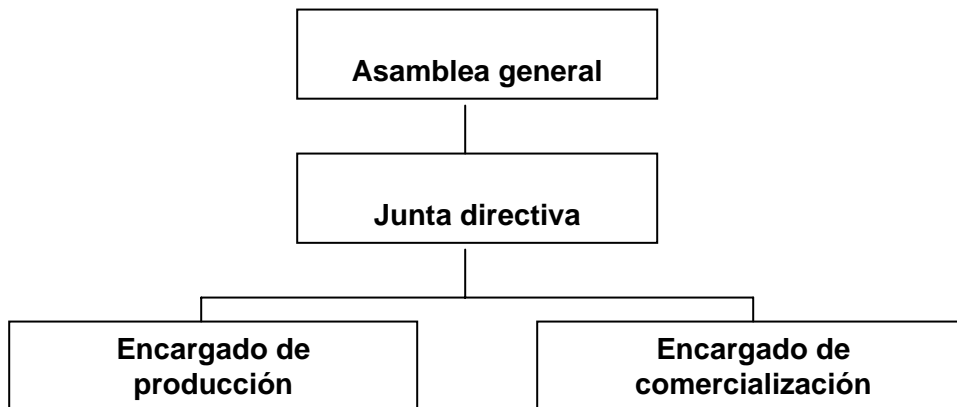 Asamblea general
Junta directiva
Encargado de
producción
Encargado de
comercialización